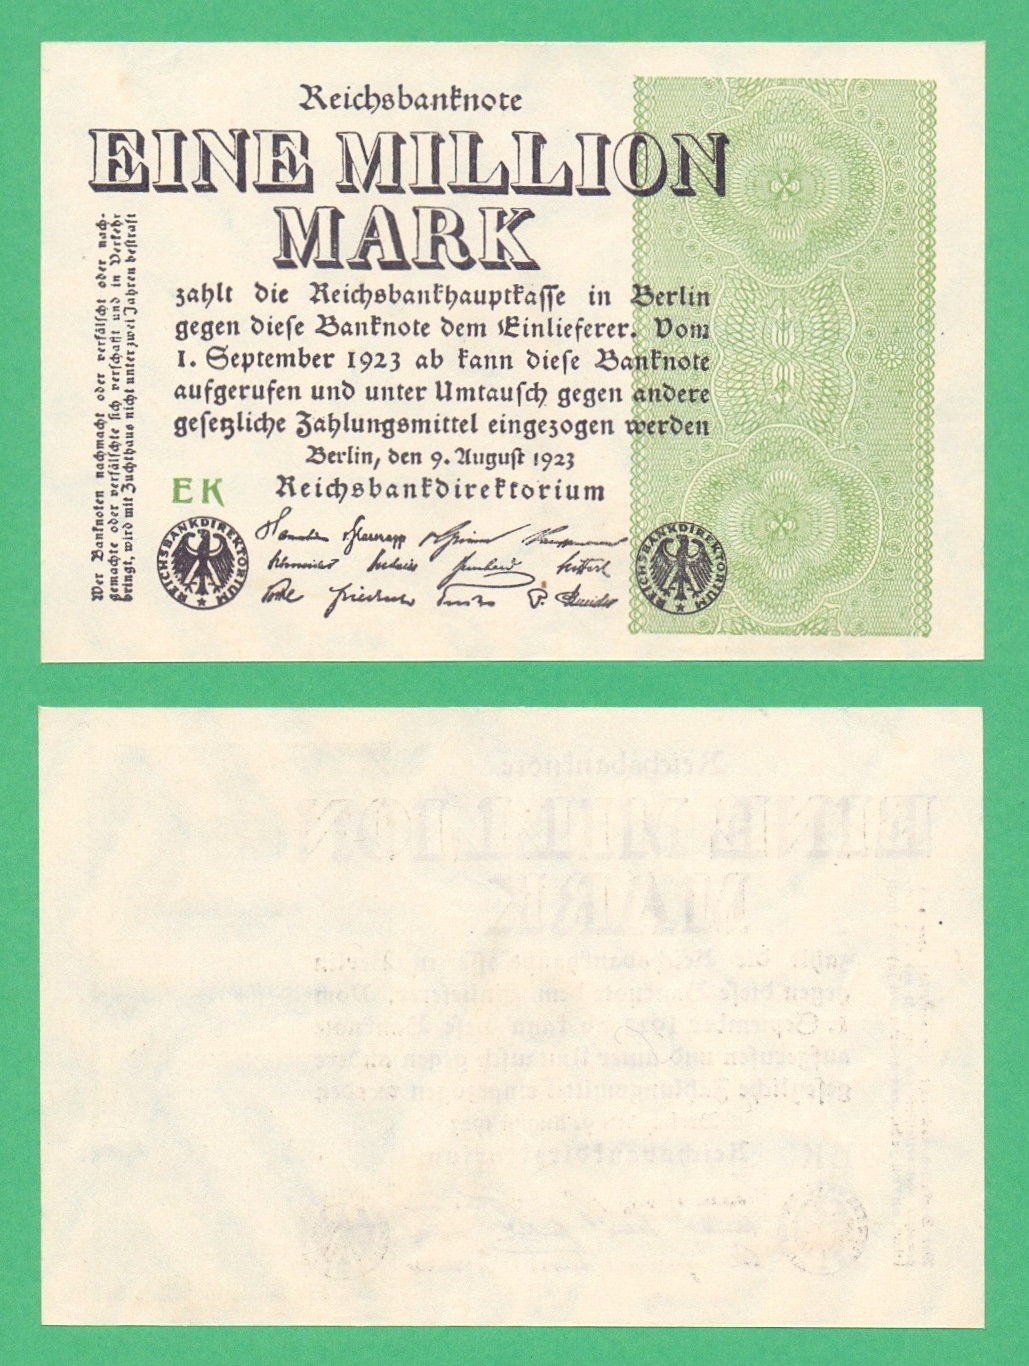 Reichsbanknote
EINE MILLION
MARK
zahlt die Reichsbankhauptkasse in Berlin
gegen diese Banknote dem Einlieferer. Vom
1. September 1923 ab kann diese Banknote
aufgerufen und unter Umtausch gegen andere
gesetzliche Zahlungsmittel eingezogen werden
Berlin, den 9. August 1923
Reichsbankdirektorium
EK
Wer Banknoten nachmacht oder verfälscht oder nach-
gemachte oder verfälschte sich verschafft und in Verkehr
bringt, wird mit Zuchthaus nicht unter zwei Jahren bestraft
REICHSBANKDIREKTORIUM
REICHSBANKDIREKTORIUM